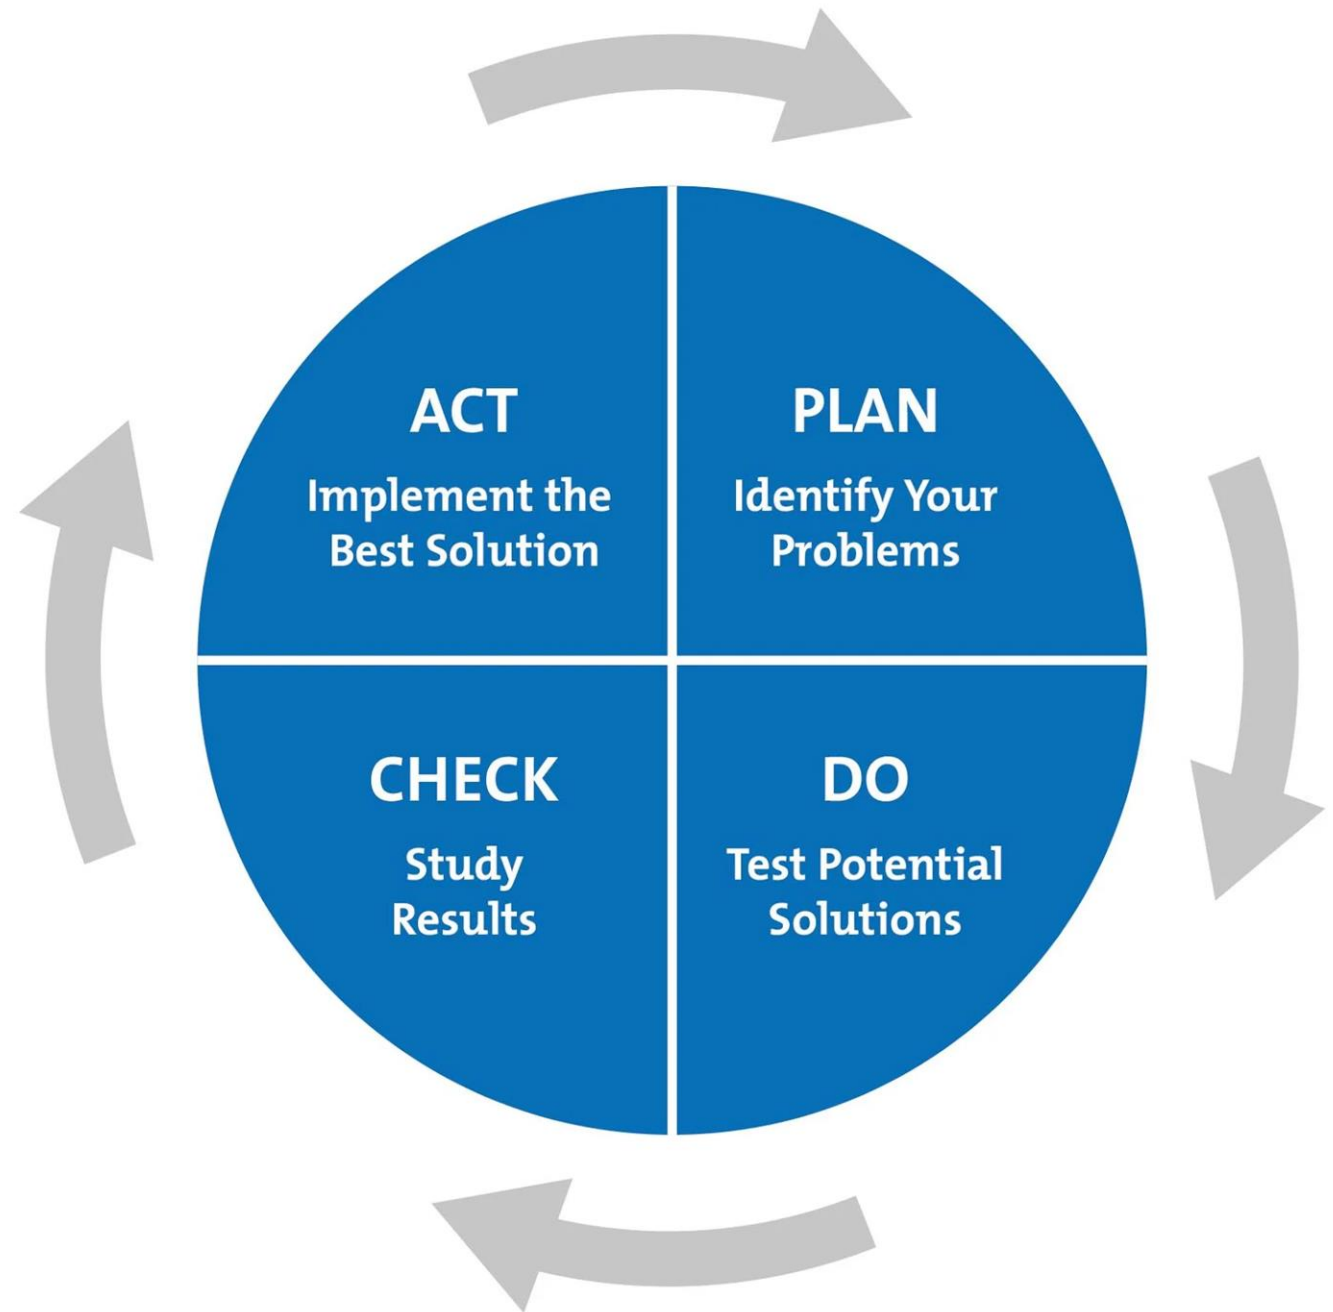 ACT
Implement the
Best Solution
PLAN
Identify Your
Problems
CHECK
Study
Results
DO
Test Potential
Solutions